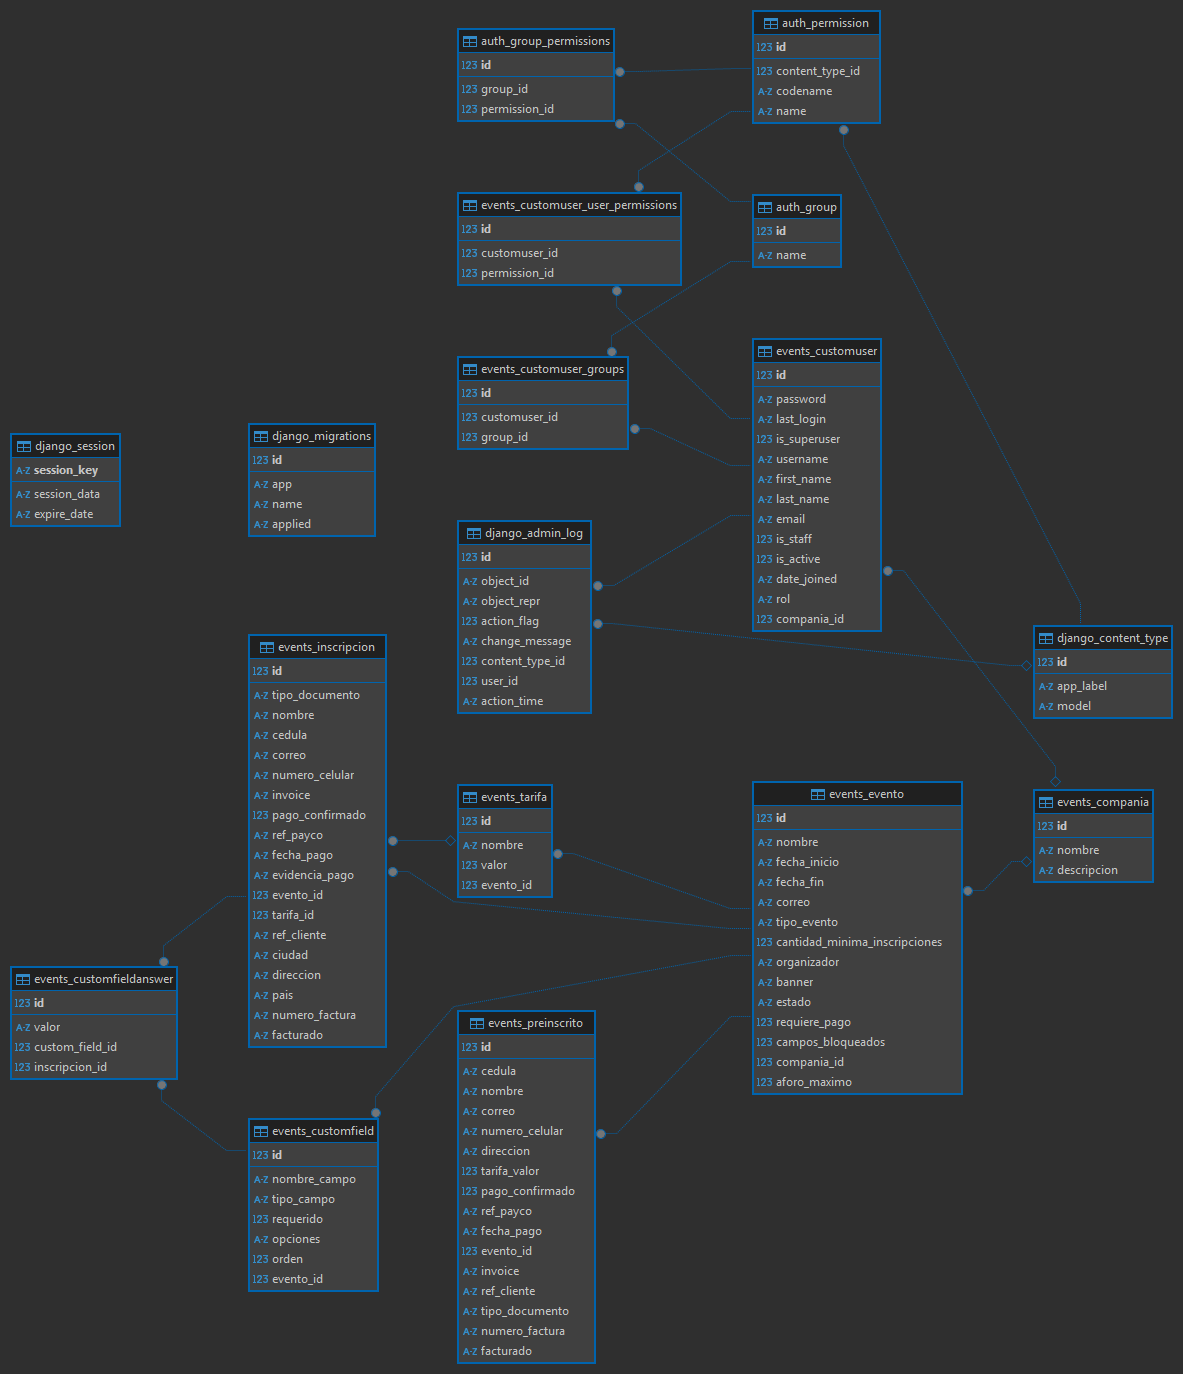 auth_group_permissions
123 id
123 group_id
123 permission_id
auth_permission
123 id
123 content_type_id
A-Z codename
A-Z name
events_customuser_user_permissions
123 id
123 customuser_id
123 permission_id
auth_group
123 id
A-Z name
events_customuser_groups
123 id
123 customuser_id
123 group_id
events_customuser
123 id
A-Z password
A-Z last_login
123 is_superuser
A-Z username
A-Z first_name
A-Z last_name
A-Z email
123 is_staff
123 is_active
A-Z date_joined
A-Z rol
123 compania_id
django_session
A-Z session_key
A-Z session_data
A-Z expire_date
django_migrations
123 id
A-Z app
A-Z name
A-Z applied
django_admin_log
123 id
A-Z object_id
A-Z object_repr
123 action_flag
A-Z change_message
123 content_type_id
123 user_id
A-Z action_time
django_content_type
123 id
A-Z app_label
A-Z model
events_inscripcion
123 id
A-Z tipo_documento
A-Z nombre
A-Z cedula
A-Z correo
A-Z numero_celular
A-Z invoice
123 pago_confirmado
A-Z ref_payco
A-Z fecha_pago
A-Z evidencia_pago
123 evento_id
123 tarifa_id
A-Z ref_cliente
A-Z ciudad
A-Z direccion
A-Z pais
A-Z numero_factura
A-Z facturado
events_tarifa
123 id
A-Z nombre
123 valor
123 evento_id
events_evento
123 id
A-Z nombre
A-Z fecha_inicio
A-Z fecha_fin
A-Z correo
A-Z tipo_evento
123 cantidad_minima_inscripciones
A-Z organizador
A-Z banner
A-Z estado
123 requiere_pago
123 campos_bloqueados
123 compania_id
123 aforo_maximo
events_compania
123 id
A-Z nombre
A-Z descripcion
events_customfieldanswer
123 id
A-Z valor
123 custom_field_id
123 inscripcion_id
events_preinscrito
123 id
A-Z cedula
A-Z nombre
A-Z correo
A-Z numero_celular
A-Z direccion
123 tarifa_valor
123 pago_confirmado
A-Z ref_payco
A-Z fecha_pago
123 evento_id
A-Z invoice
A-Z ref_cliente
A-Z tipo_documento
A-Z numero_factura
A-Z facturado
events_customfield
123 id
A-Z nombre_campo
A-Z tipo_campo
123 requerido
A-Z opciones
123 orden
123 evento_id